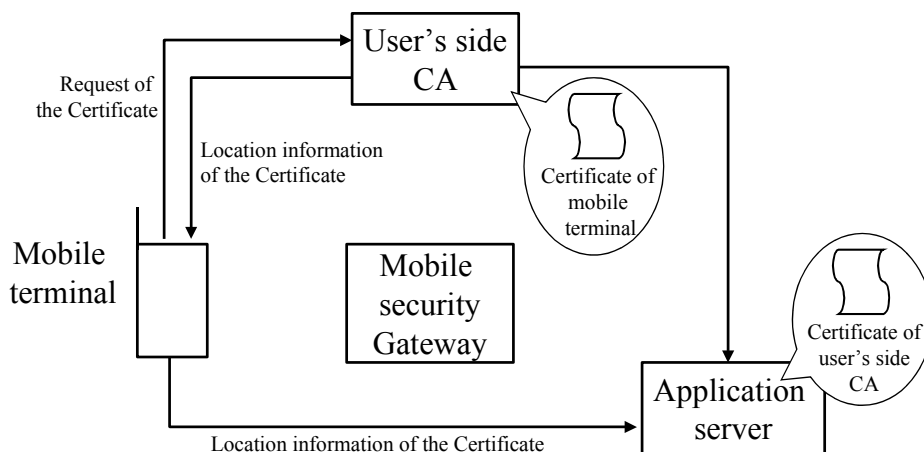 User's side
CA
Request of
the Certificate
Location information
of the Certificate
Certificate of
mobile
terminal
Mobile
terminal
Mobile
security
Gateway
Certificate of
user's side
CA
Application
server
Location information of the Certificate